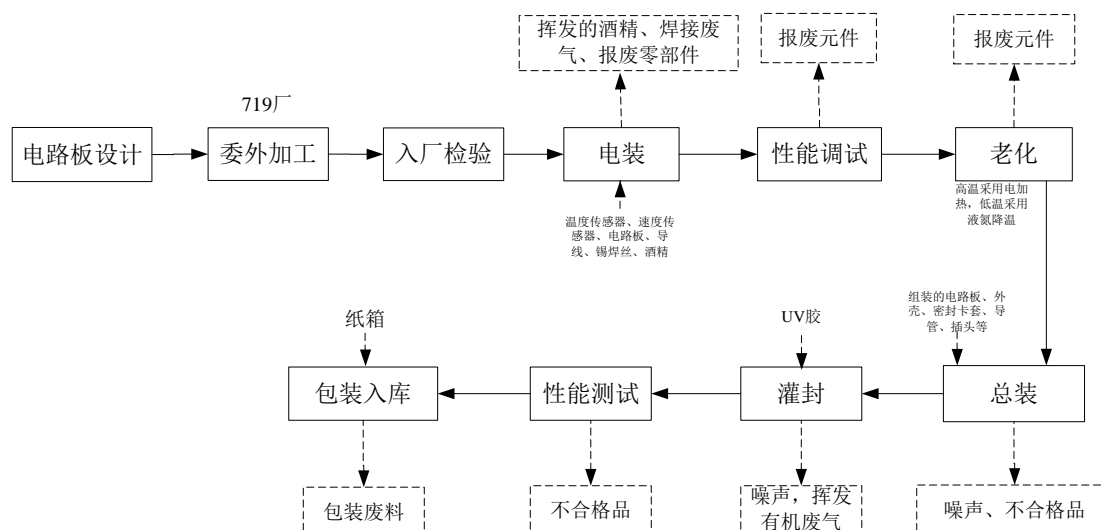 挥发的酒精、焊接废
气、报废零部件
报废元件
报废元件
719厂
电路板设计
委外加工
入厂检验
电装
性能调试
老化
温度传感器、速度传
感器、电路板、导
线、锡焊丝、酒精
高温采用电加
热，低温采用
液氮降温
纸箱
UV胶
组装的电路板、外
壳、密封卡套、导
管、插头等
包装入库
性能测试
灌封
总装
包装废料
不合格品
噪声，挥发
有机废气
噪声、不合格品